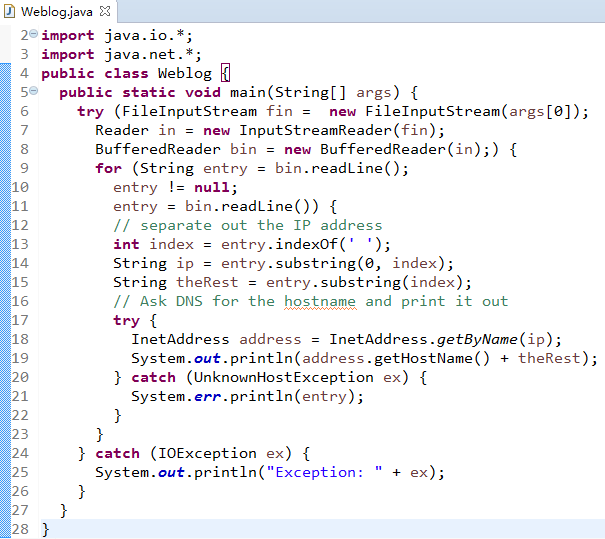 Weblog.java
2 import java.io.*;
3 import java.net.*;
4 public class Weblog {
5   public static void main(String[] args) {
6     try (FileInputStream fin =  new FileInputStream(args[0]);
7       Reader in = new InputStreamReader(fin);
8       BufferedReader bin = new BufferedReader(in);) {
9       for (String entry = bin.readLine();
10         entry != null;
11         entry = bin.readLine()) {
12         // separate out the IP address
13         int index = entry.indexOf(' ');
14         String ip = entry.substring(0, index);
15         String theRest = entry.substring(index);
16         // Ask DNS for the hostname and print it out
17         try {
18           InetAddress address = InetAddress.getByName(ip);
19           System.out.println(address.getHostName() + theRest);
20         } catch (UnknownHostException ex) {
21           System.err.println(entry);
22         }
23       }
24     } catch (IOException ex) {
25       System.out.println("Exception: " + ex);
26     }
27   }
28 }